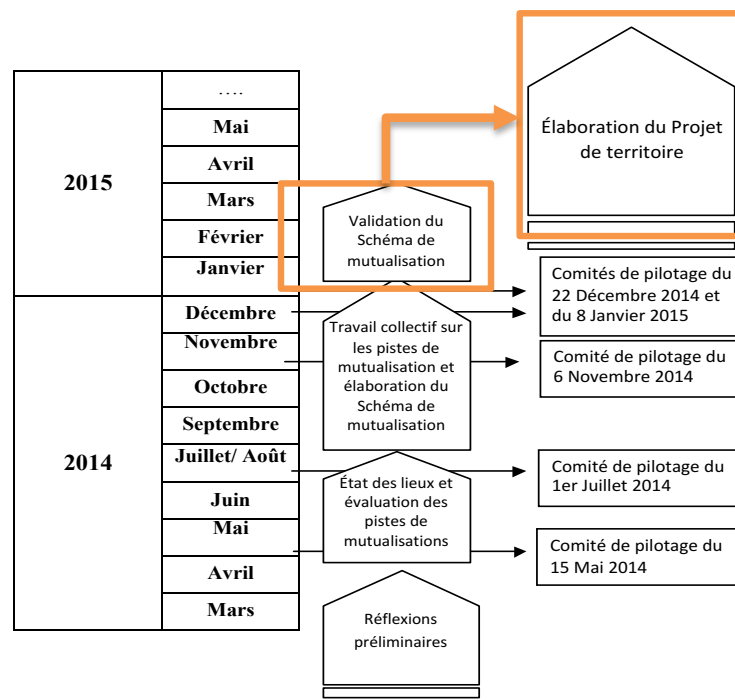 2015
….
Mai
Avril
Mars
Février
Janvier
2014
Décembre
Novembre
Octobre
Septembre
Juillet/ Août
Juin
Mai
Avril
Mars
Élaboration du Projet
de territoire
Validation du
Schéma de
mutualisation
Travail collectif sur
les pistes de
mutualisation et
élaboration du
Schéma de
mutualisation
État des lieux et
évaluation des
pistes de
mutualisations
Réflexions
préliminaires
Comités de pilotage du
22 Décembre 2014 et
du 8 Janvier 2015
Comité de pilotage du
6 Novembre 2014
Comité de pilotage du
1er Juillet 2014
Comité de pilotage du
15 Mai 2014